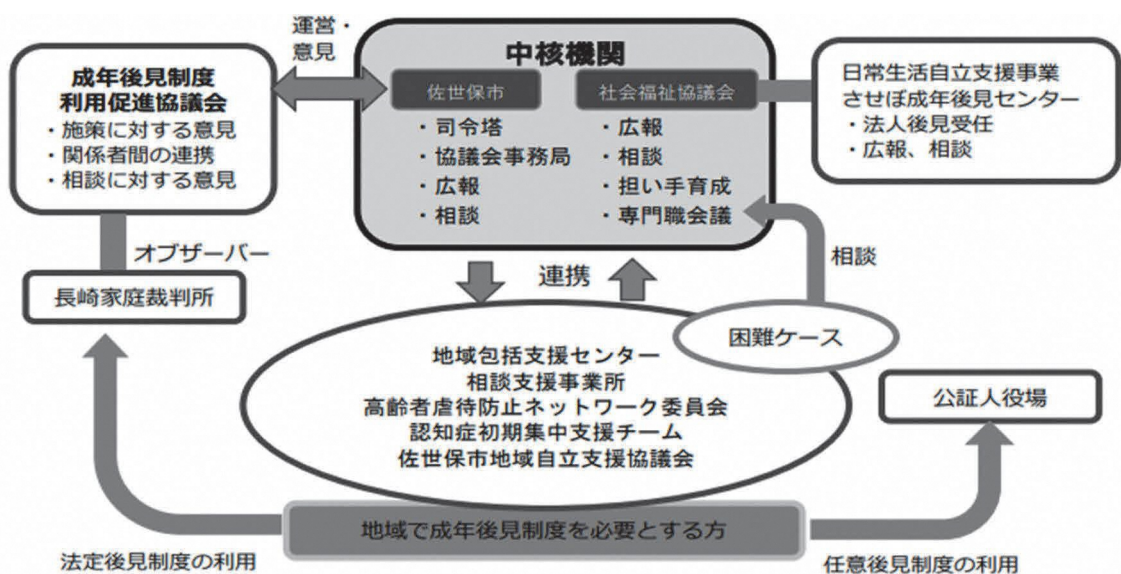 運営・
意見
成年後見制度
利用促進協議会
・施策に対する意見
・関係者間の連携
・相談に対する意見
中核機関
佐世保市
・司令塔
・協議会事務局
・広報
・相談
社会福祉協議会
・広報
・相談
・担い手育成
・専門職会議
日常生活自立支援事業
させぼ成年後見センター
・法人後見受任
・広報、相談
オブザーバー
長崎家庭裁判所
連携
相談
困難ケース
地域包括支援センター
相談支援事業所
高齢者虐待防止ネットワーク委員会
認知症初期集中支援チーム
佐世保市地域自立支援協議会
公証人役場
地域で成年後見制度を必要とする方
法定後見制度の利用
任意後見制度の利用